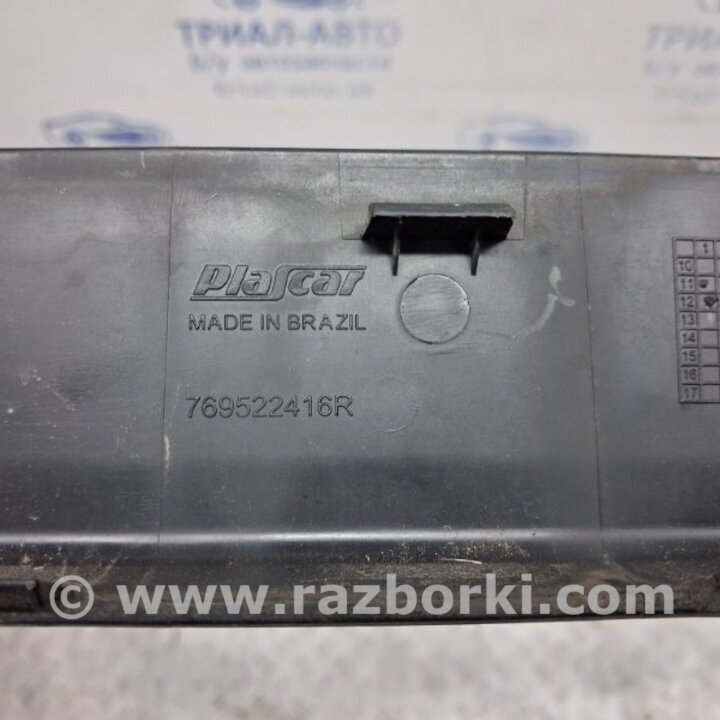 ТРИАЛ-АВТО
б/у автозапчасти
Plascar
MADE IN BRAZIL
769522416R
1
10
11
12
13
14
15
16
17
© www.razborki.com